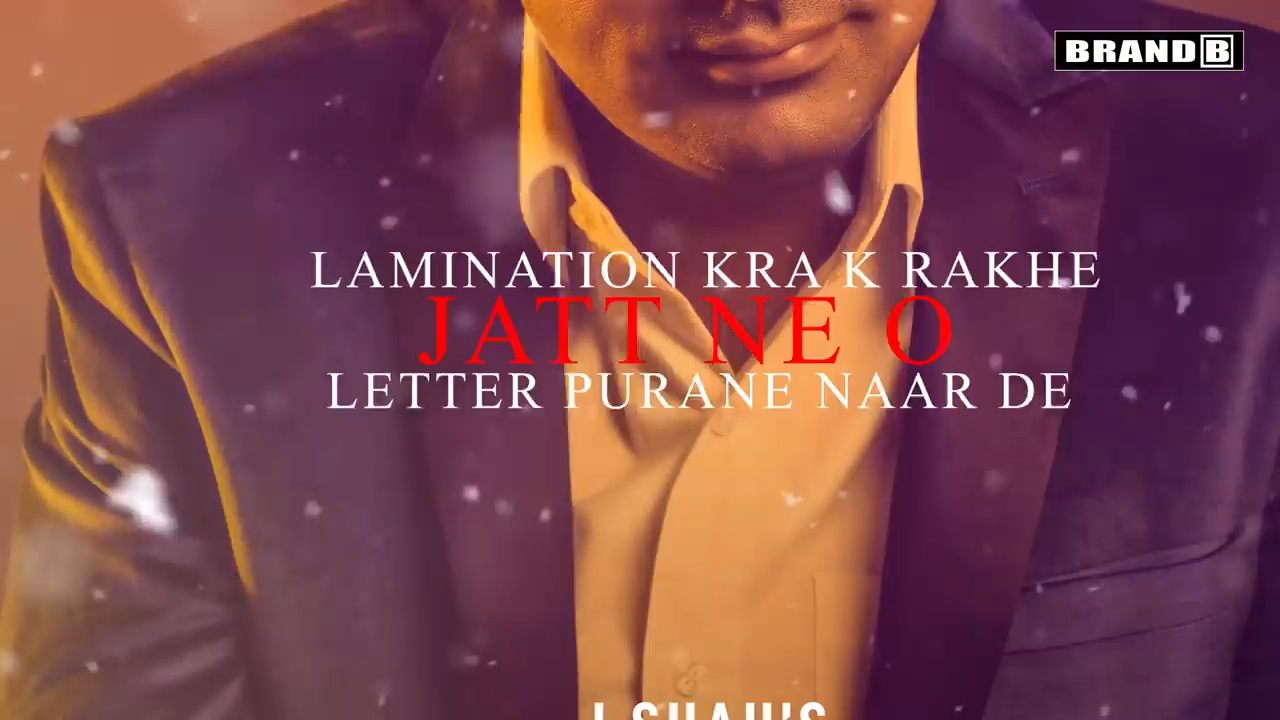 BRAND B
LAMINATION KRA K RAKHE
JATT NE O
LETTER PURANE NAAR DE